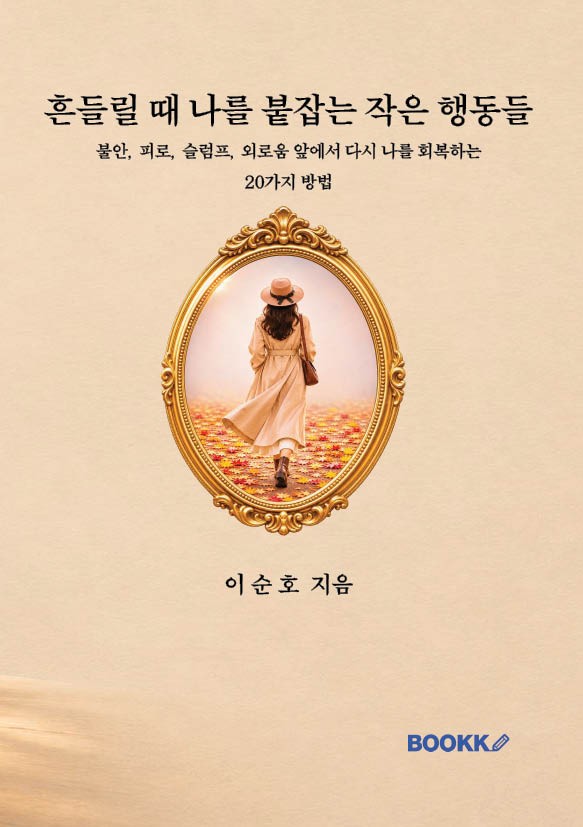 흔들릴 때 나를 붙잡는 작은 행동들
불안, 피로, 슬럼프, 외로움 앞에서 다시 나를 회복하는
20가지 방법
이순호 지음
BOOKK